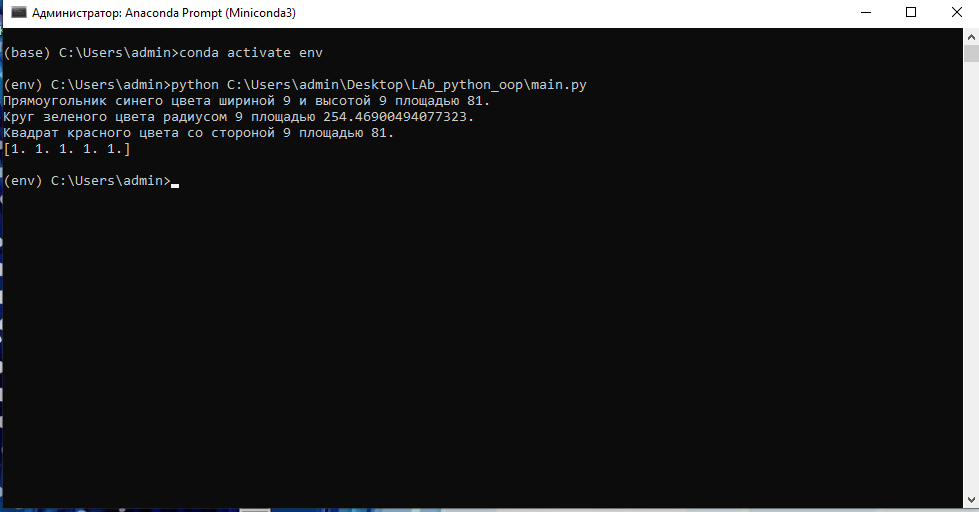 Администратор: Anaconda Prompt (Miniconda3)
(base) C:\Users\admin>conda activate env
(env) C:\Users\admin>python C:\Users\admin\Desktop\LAb_python_oop\main.py
Прямоугольник синего цвета шириной 9 и высотой 9 площадью 81.
Круг зеленого цвета радиусом 9 площадью 254.46900494077323.
Квадрат красного цвета со стороной 9 площадью 81.
[1. 1. 1. 1. 1.]
(env) C:\Users\admin>